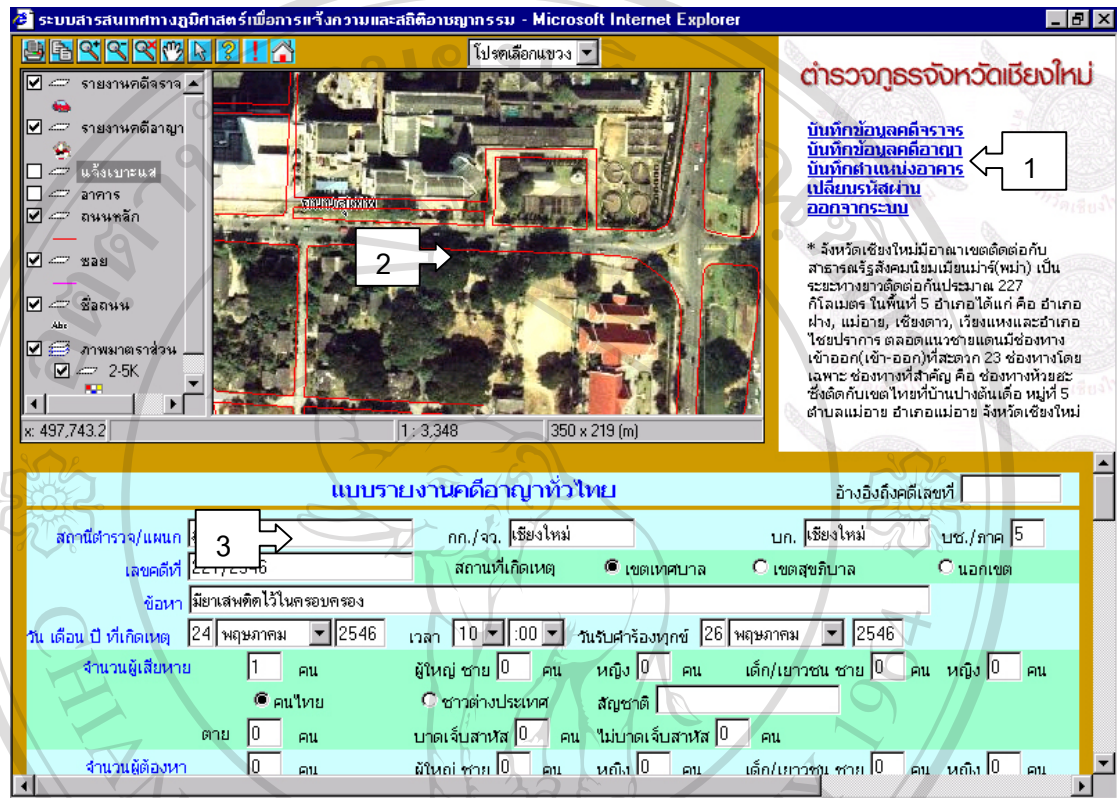 ระบบสารสนเทศทางภูมิศาสตร์เพื่อการแจ้งความและสถิติอาชญากรรม - Microsoft Internet Explorer
โปรดเลือกแขวง
รายงานคดีจราจ
รายงานคดีอาญา
แจ้งเบาะแส
อาคาร
ถนนหลัก
ซอย
ชื่อถนน
Abc
ภาพมาตราส่วน
2-5K
2
x: 497,743.2
1 : 3,348
350 x 219 (m)
ตำรวจภูธรจังหวัดเชียงใหม่
บันทึกข้อมูลคดีจราจร
บันทึกข้อมูลคดีอาญา
บันทึกตำแหน่งอาคาร
เปลี่ยนรหัสผ่าน
ออกจากระบบ
1
* จังหวัดเชียงใหม่มีอาณาเขตติดต่อกับ
สาธารณรัฐสังคมนิยมเมียนม่าร์(พม่า) เป็น
ระยะทางยาวติดต่อกันประมาณ 227
กิโลเมตร ในพื้นที่ 5 อำเภอได้แก่ คือ อำเภอ
ฝาง, แม่อาย, เชียงดาว, เวียงแหงและอำเภอ
ไชยปราการ ตลอดแนวชายแดนมีช่องทาง
เข้าออก(เข้า-ออก)ที่สะดวก 23 ช่องทางโดย
เฉพาะ ช่องทางที่สำคัญ คือ ช่องทางห้วยฮะ
ซึ่งติดกับเขตไทยที่บ้านปางต้นเดื่อ หมู่ที่ 5
ตำบลแม่อาย อำเภอแม่อาย จังหวัดเชียงใหม่
แบบรายงานคดีอาญาทั่วไทย อ้างอิงถึงคดีเลขที่
สถานีตำรวจ/แผนก 3 กก./จว. เชียงใหม่ บก. เชียงใหม่ บช./ภาค 5
เลขคดีที่ 221/2546 สถานที่เกิดเหตุ เขตเทศบาล เขตสุขภิบาล นอกเขต
ข้อหา มียาเสพติดไว้ในครอบครอง
วัน เดือน ปี ที่เกิดเหตุ 24 พฤษภาคม 2546 เวลา 10 :00 วันรับคำร้องทุกข์ 26 พฤษภาคม 2546
จำนวนผู้เสียหาย 1 คน ผู้ใหญ่ ชาย 0 คน หญิง 0 คน เด็ก/เยาวชน ชาย 0 คน หญิง 0 คน
คนไทย ชาวต่างประเทศ สัญชาติ
ตาย 0 คน บาดเจ็บสาหัส 0 คน ไม่บาดเจ็บสาหัส 0 คน
จำนวนผู้ต้องหา 0 คน ผู้ใหญ่ ชาย 0 คน หญิง 0 คน เด็ก/เยาวชน ชาย 0 คน หญิง 0 คน